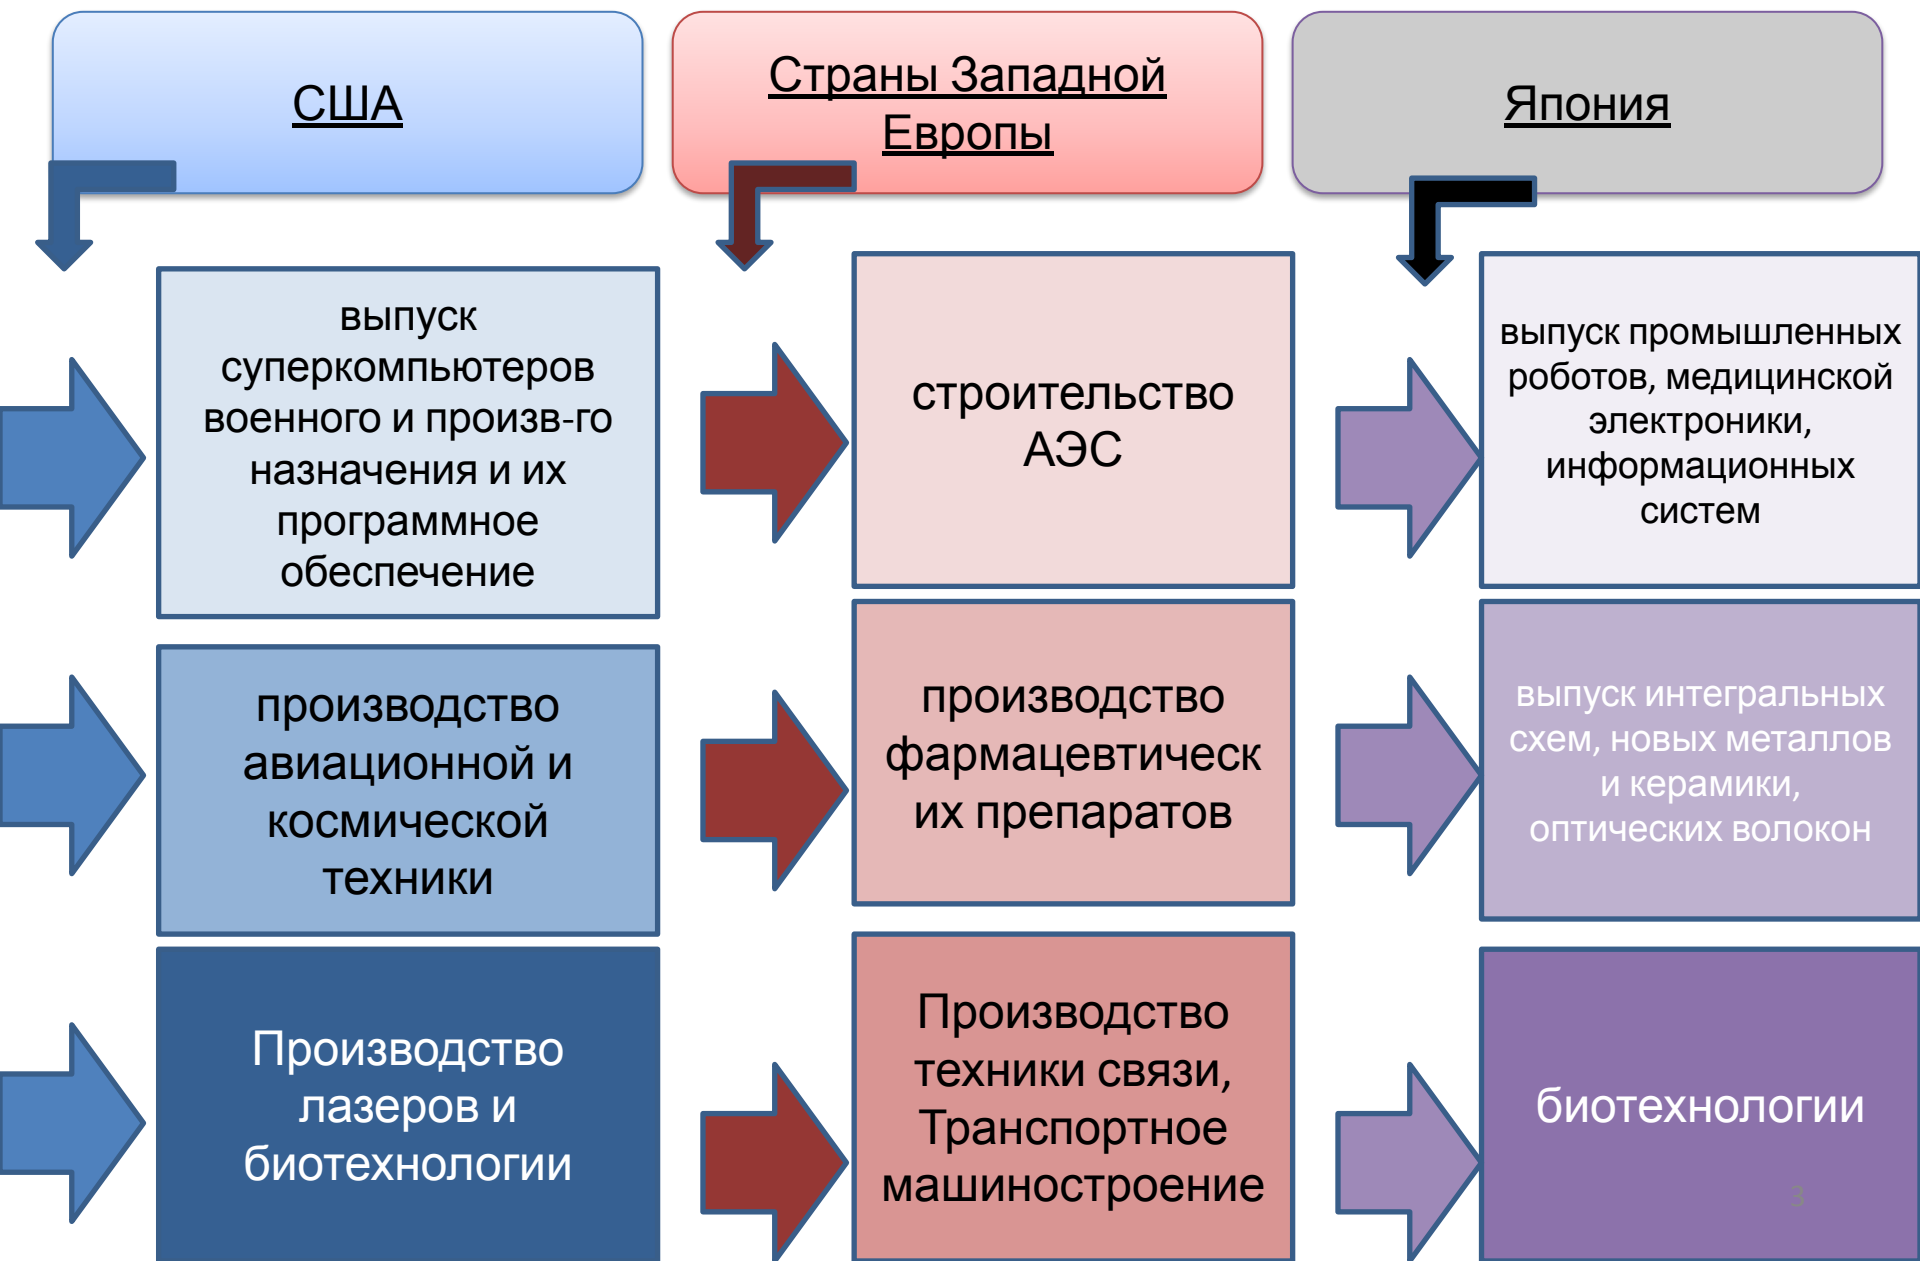 США
выпуск
суперкомпьютеров
военного и произв-го
назначения и их
программное
обеспечение
производство
авиационной и
космической
техники
Производство
лазеров и
биотехнологии
Страны Западной
Европы
строительство
АЭС
производство
фармацевтическ
их препаратов
Производство
техники связи,
Транспортное
машиностроение
Япония
выпуск промышленных
роботов, медицинской
электроники,
информационных
систем
выпуск интегральных
схем, новых металлов
и керамики,
оптических волокон
биотехнологии
3